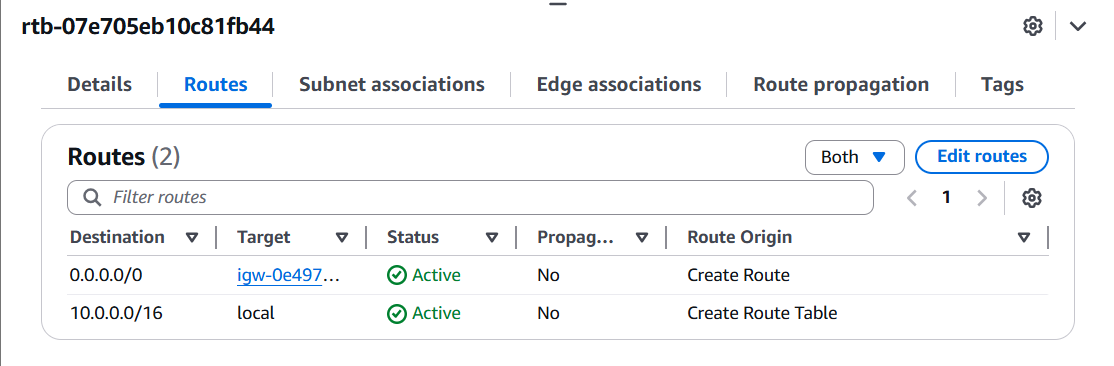 rtb-07e705eb10c81fb44
Details Routes Subnet associations Edge associations Route propagation Tags
Routes (2) Both Edit routes
Filter routes 1
Destination Target Status Propag... Route Origin
0.0.0.0/0 igw-0e497... Active No Create Route
10.0.0.0/16 local Active No Create Route Table